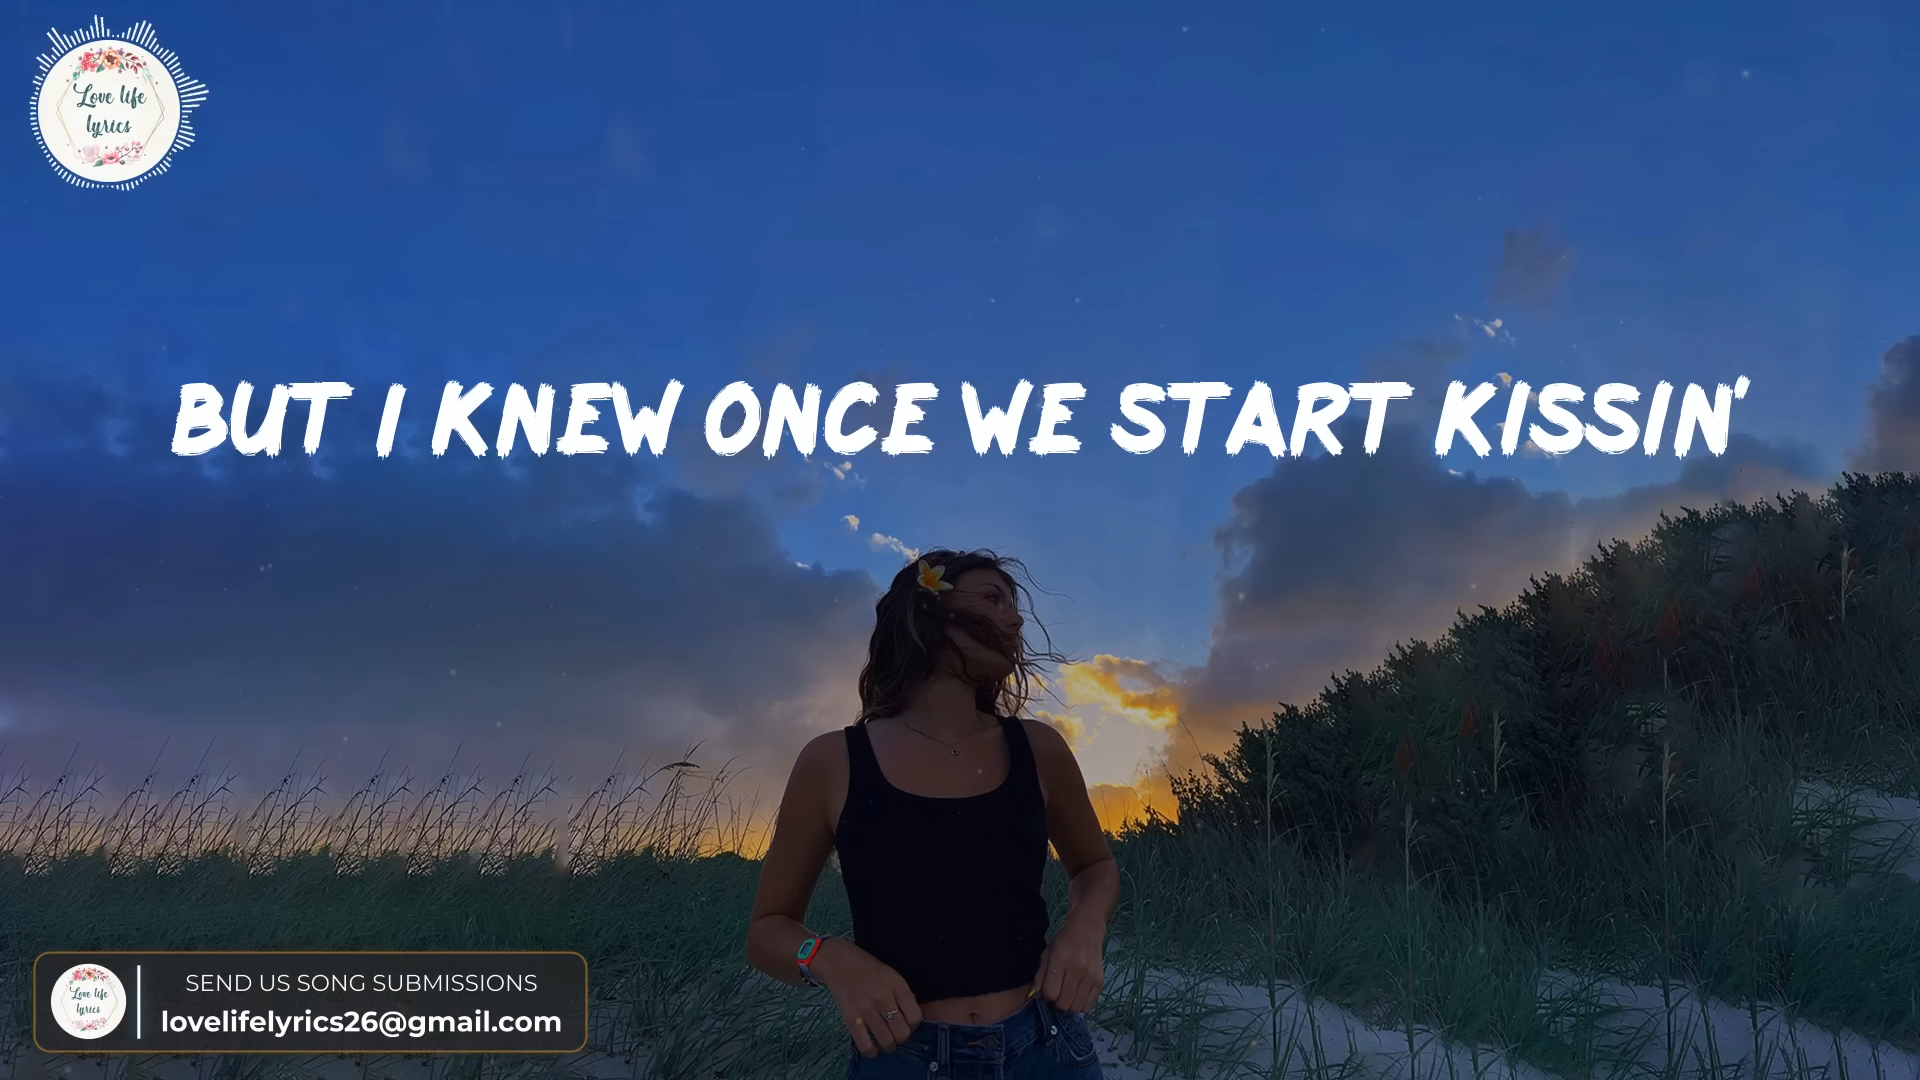 Love life
lyrics
BUT I KNEW ONCE WE START KISSIN'
Love life
lyrics
SEND US SONG SUBMISSIONS
lovelifelyrics26@gmail.com